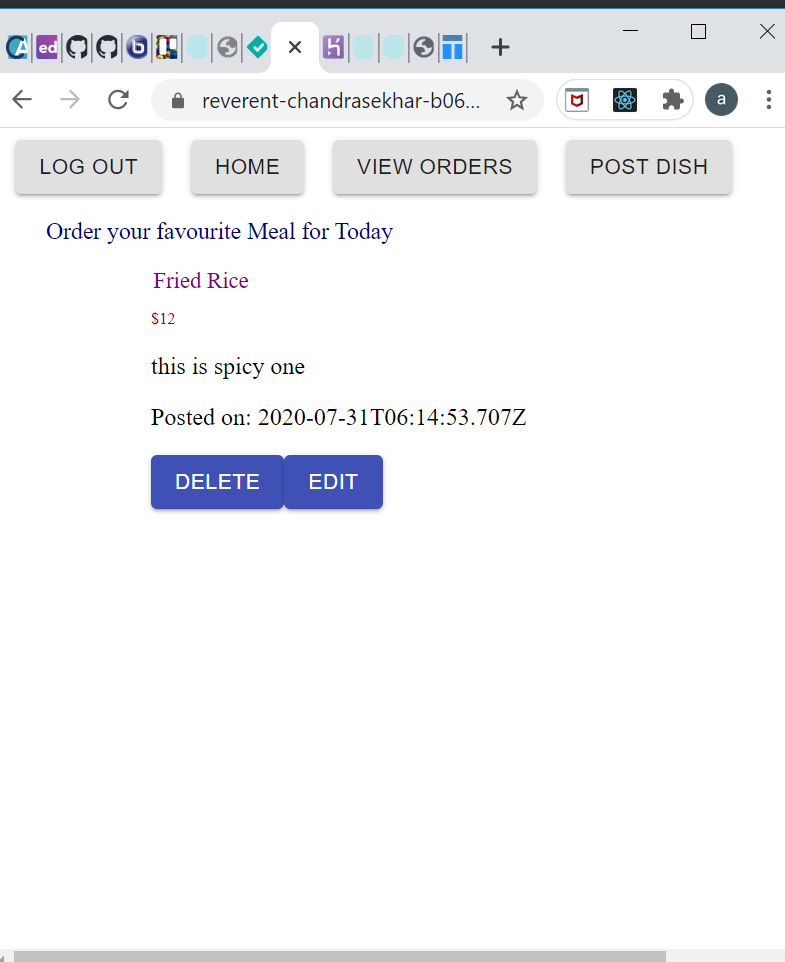 ed
reverent-chandrasekhar-b06...
a
LOG OUT HOME VIEW ORDERS POST DISH
Order your favourite Meal for Today
Fried Rice
$12
this is spicy one
Posted on: 2020-07-31T06:14:53.707Z
DELETE EDIT